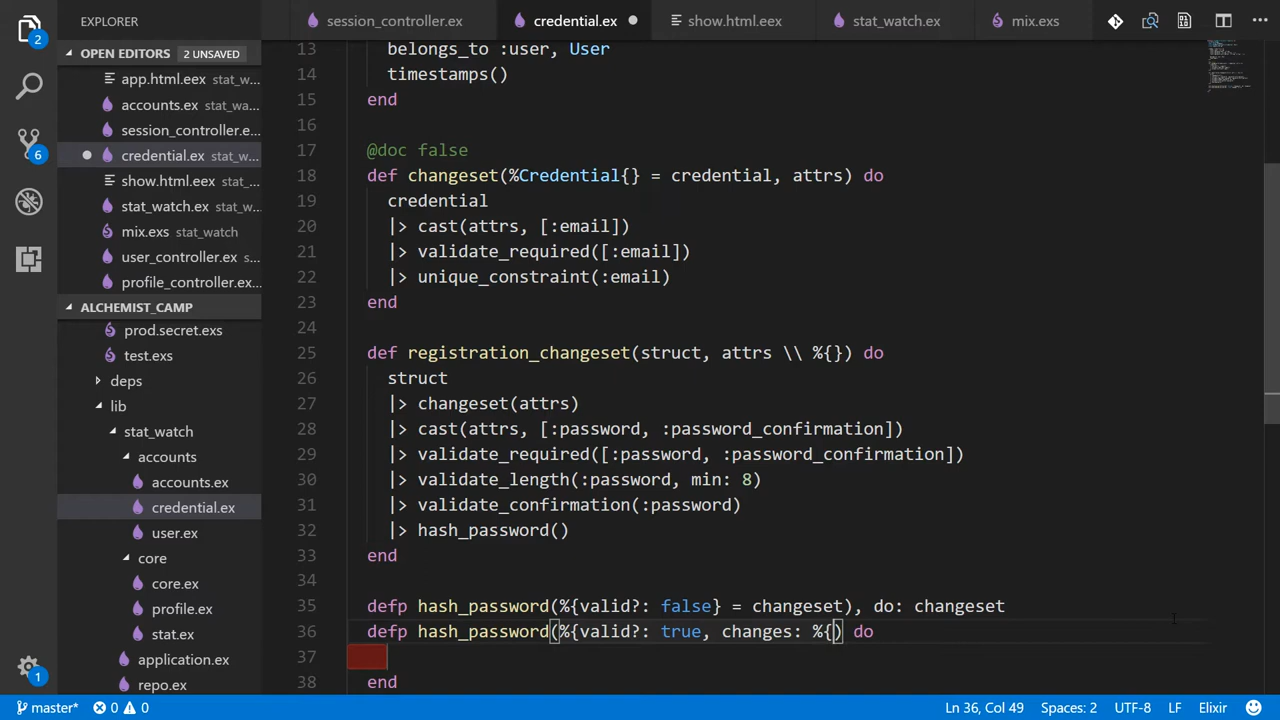 EXPLORER
session_controller.ex
credential.ex
show.html.eex
stat_watch.ex
mix.exs
2
OPEN EDITORS 2 UNSAVED
app.html.eex stat_wa...
accounts.ex stat_wa...
session_controller.e...
credential.ex stat_w...
show.html.eex stat_...
stat_watch.ex stat_w...
mix.exs stat_watch
user_controller.ex s...
profile_controller.ex...
6
1
ALCHEMIST_CAMP
prod.secret.exs
test.exs
deps
lib
stat_watch
accounts
accounts.ex
credential.ex
user.ex
core
core.ex
profile.ex
stat.ex
application.ex
repo.ex
13 belongs_to :user, User
14 timestamps()
15 end
16
17 @doc false
18 def changeset(%Credential{} = credential, attrs) do
19 credential
20 |> cast(attrs, [:email])
21 |> validate_required([:email])
22 |> unique_constraint(:email)
23 end
24
25 def registration_changeset(struct, attrs \\ %{}) do
26 struct
27 |> changeset(attrs)
28 |> cast(attrs, [:password, :password_confirmation])
29 |> validate_required([:password, :password_confirmation])
30 |> validate_length(:password, min: 8)
31 |> validate_confirmation(:password)
32 |> hash_password()
33 end
34
35 defp hash_password(%{valid?: false} = changeset), do: changeset
36 defp hash_password(%{valid?: true, changes: %{) do
37
38 end
master* 0 0
Ln 36, Col 49 Spaces: 2 UTF-8 LF Elixir